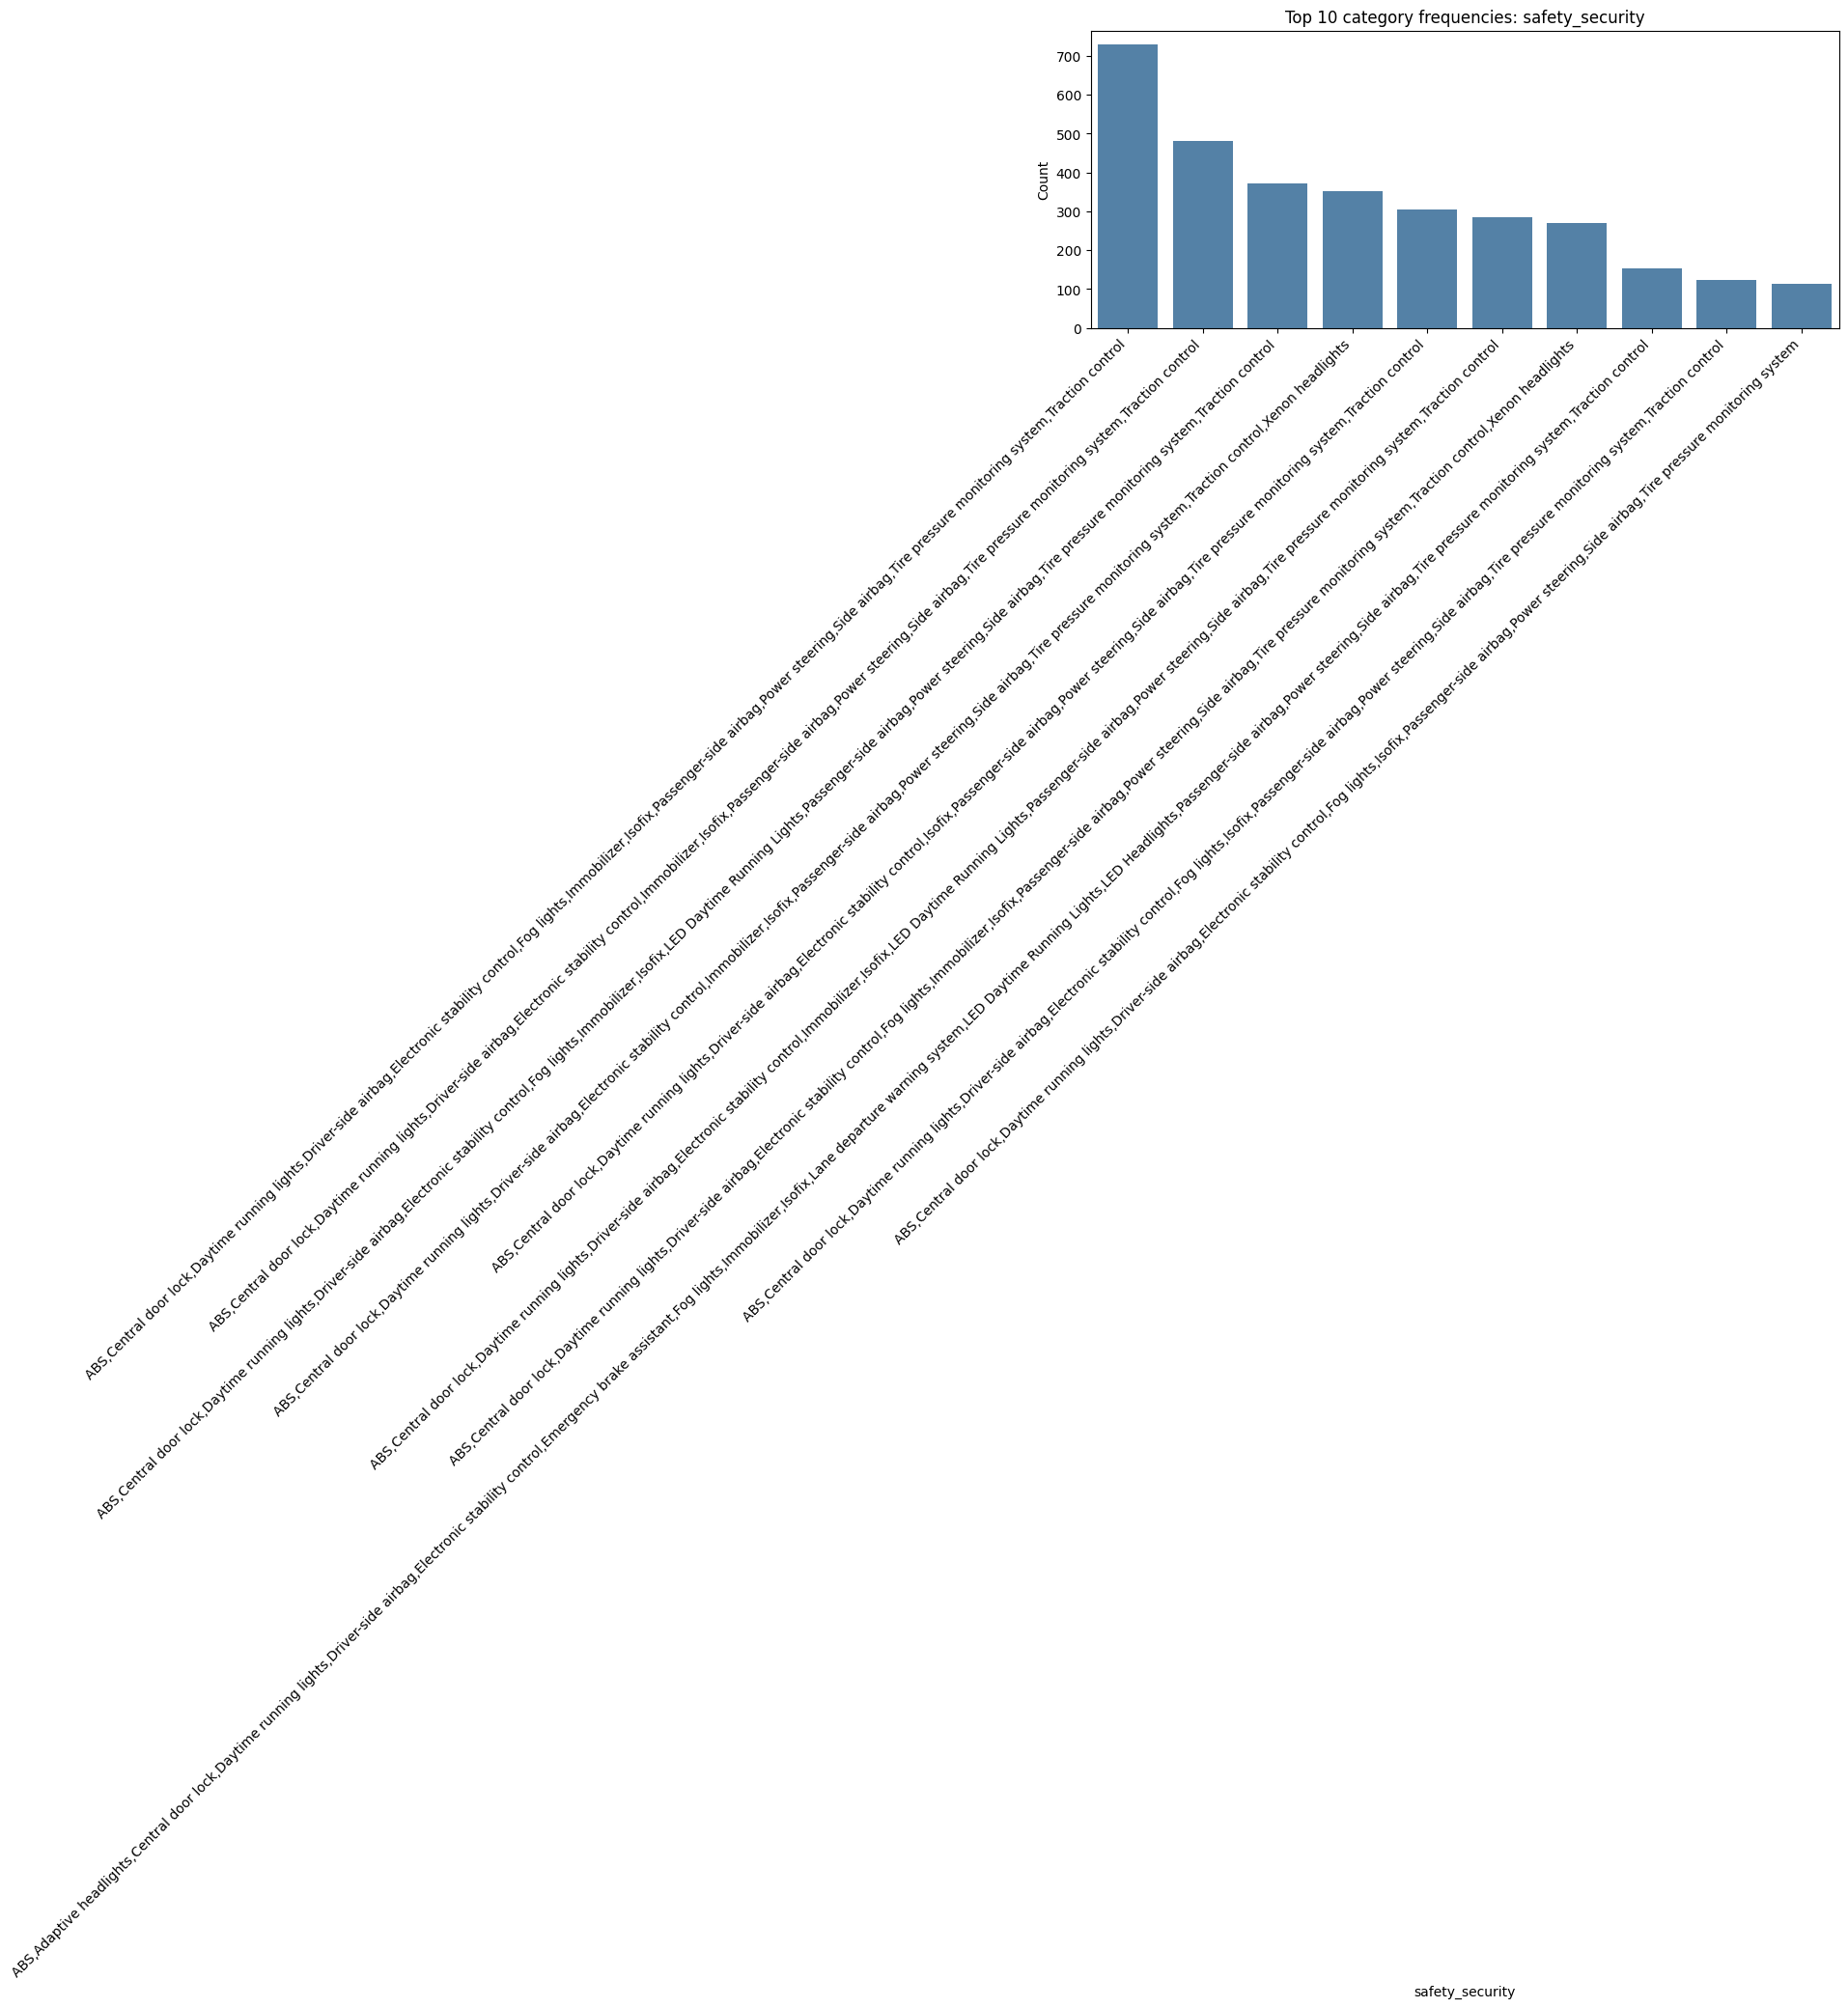 Top 10 category frequencies: safety_security
Count
700
600
500
400
300
200
100
0
ABS,Central door lock,Daytime running lights,Driver-side airbag,Electronic stability control,Fog lights,Immobilizer,Isofix,Passenger-side airbag,Power steering,Side airbag,Tire pressure monitoring system,Traction control
ABS,Central door lock,Daytime running lights,Driver-side airbag,Electronic stability control,Immobilizer,Isofix,Passenger-side airbag,Power steering,Side airbag,Tire pressure monitoring system,Traction control
ABS,Central door lock,Daytime running lights,Driver-side airbag,Electronic stability control,Fog lights,Immobilizer,Isofix,LED Daytime Running Lights,Passenger-side airbag,Power steering,Side airbag,Tire pressure monitoring system,Traction control
ABS,Central door lock,Daytime running lights,Driver-side airbag,Electronic stability control,Immobilizer,Isofix,Passenger-side airbag,Power steering,Side airbag,Tire pressure monitoring system,Traction control,Xenon headlights
ABS,Central door lock,Daytime running lights,Driver-side airbag,Electronic stability control,Isofix,Passenger-side airbag,Power steering,Side airbag,Tire pressure monitoring system,Traction control
ABS,Central door lock,Daytime running lights,Driver-side airbag,Electronic stability control,Immobilizer,Isofix,LED Daytime Running Lights,Passenger-side airbag,Power steering,Side airbag,Tire pressure monitoring system,Traction control
ABS,Central door lock,Daytime running lights,Driver-side airbag,Electronic stability control,Fog lights,Immobilizer,Isofix,Passenger-side airbag,Power steering,Side airbag,Tire pressure monitoring system,Traction control,Xenon headlights
ABS,Adaptive headlights,Central door lock,Daytime running lights,Driver-side airbag,Electronic stability control,Emergency brake assistant,Fog lights,Immobilizer,Isofix,Lane departure warning system,LED Daytime Running Lights,LED Headlights,Passenger-side airbag,Power steering,Side airbag,Tire pressure monitoring system,Traction control
ABS,Central door lock,Daytime running lights,Driver-side airbag,Electronic stability control,Fog lights,Isofix,Passenger-side airbag,Power steering,Side airbag,Tire pressure monitoring system,Traction control
ABS,Central door lock,Daytime running lights,Driver-side airbag,Electronic stability control,Fog lights,Isofix,Passenger-side airbag,Power steering,Side airbag,Tire pressure monitoring system
safety_security